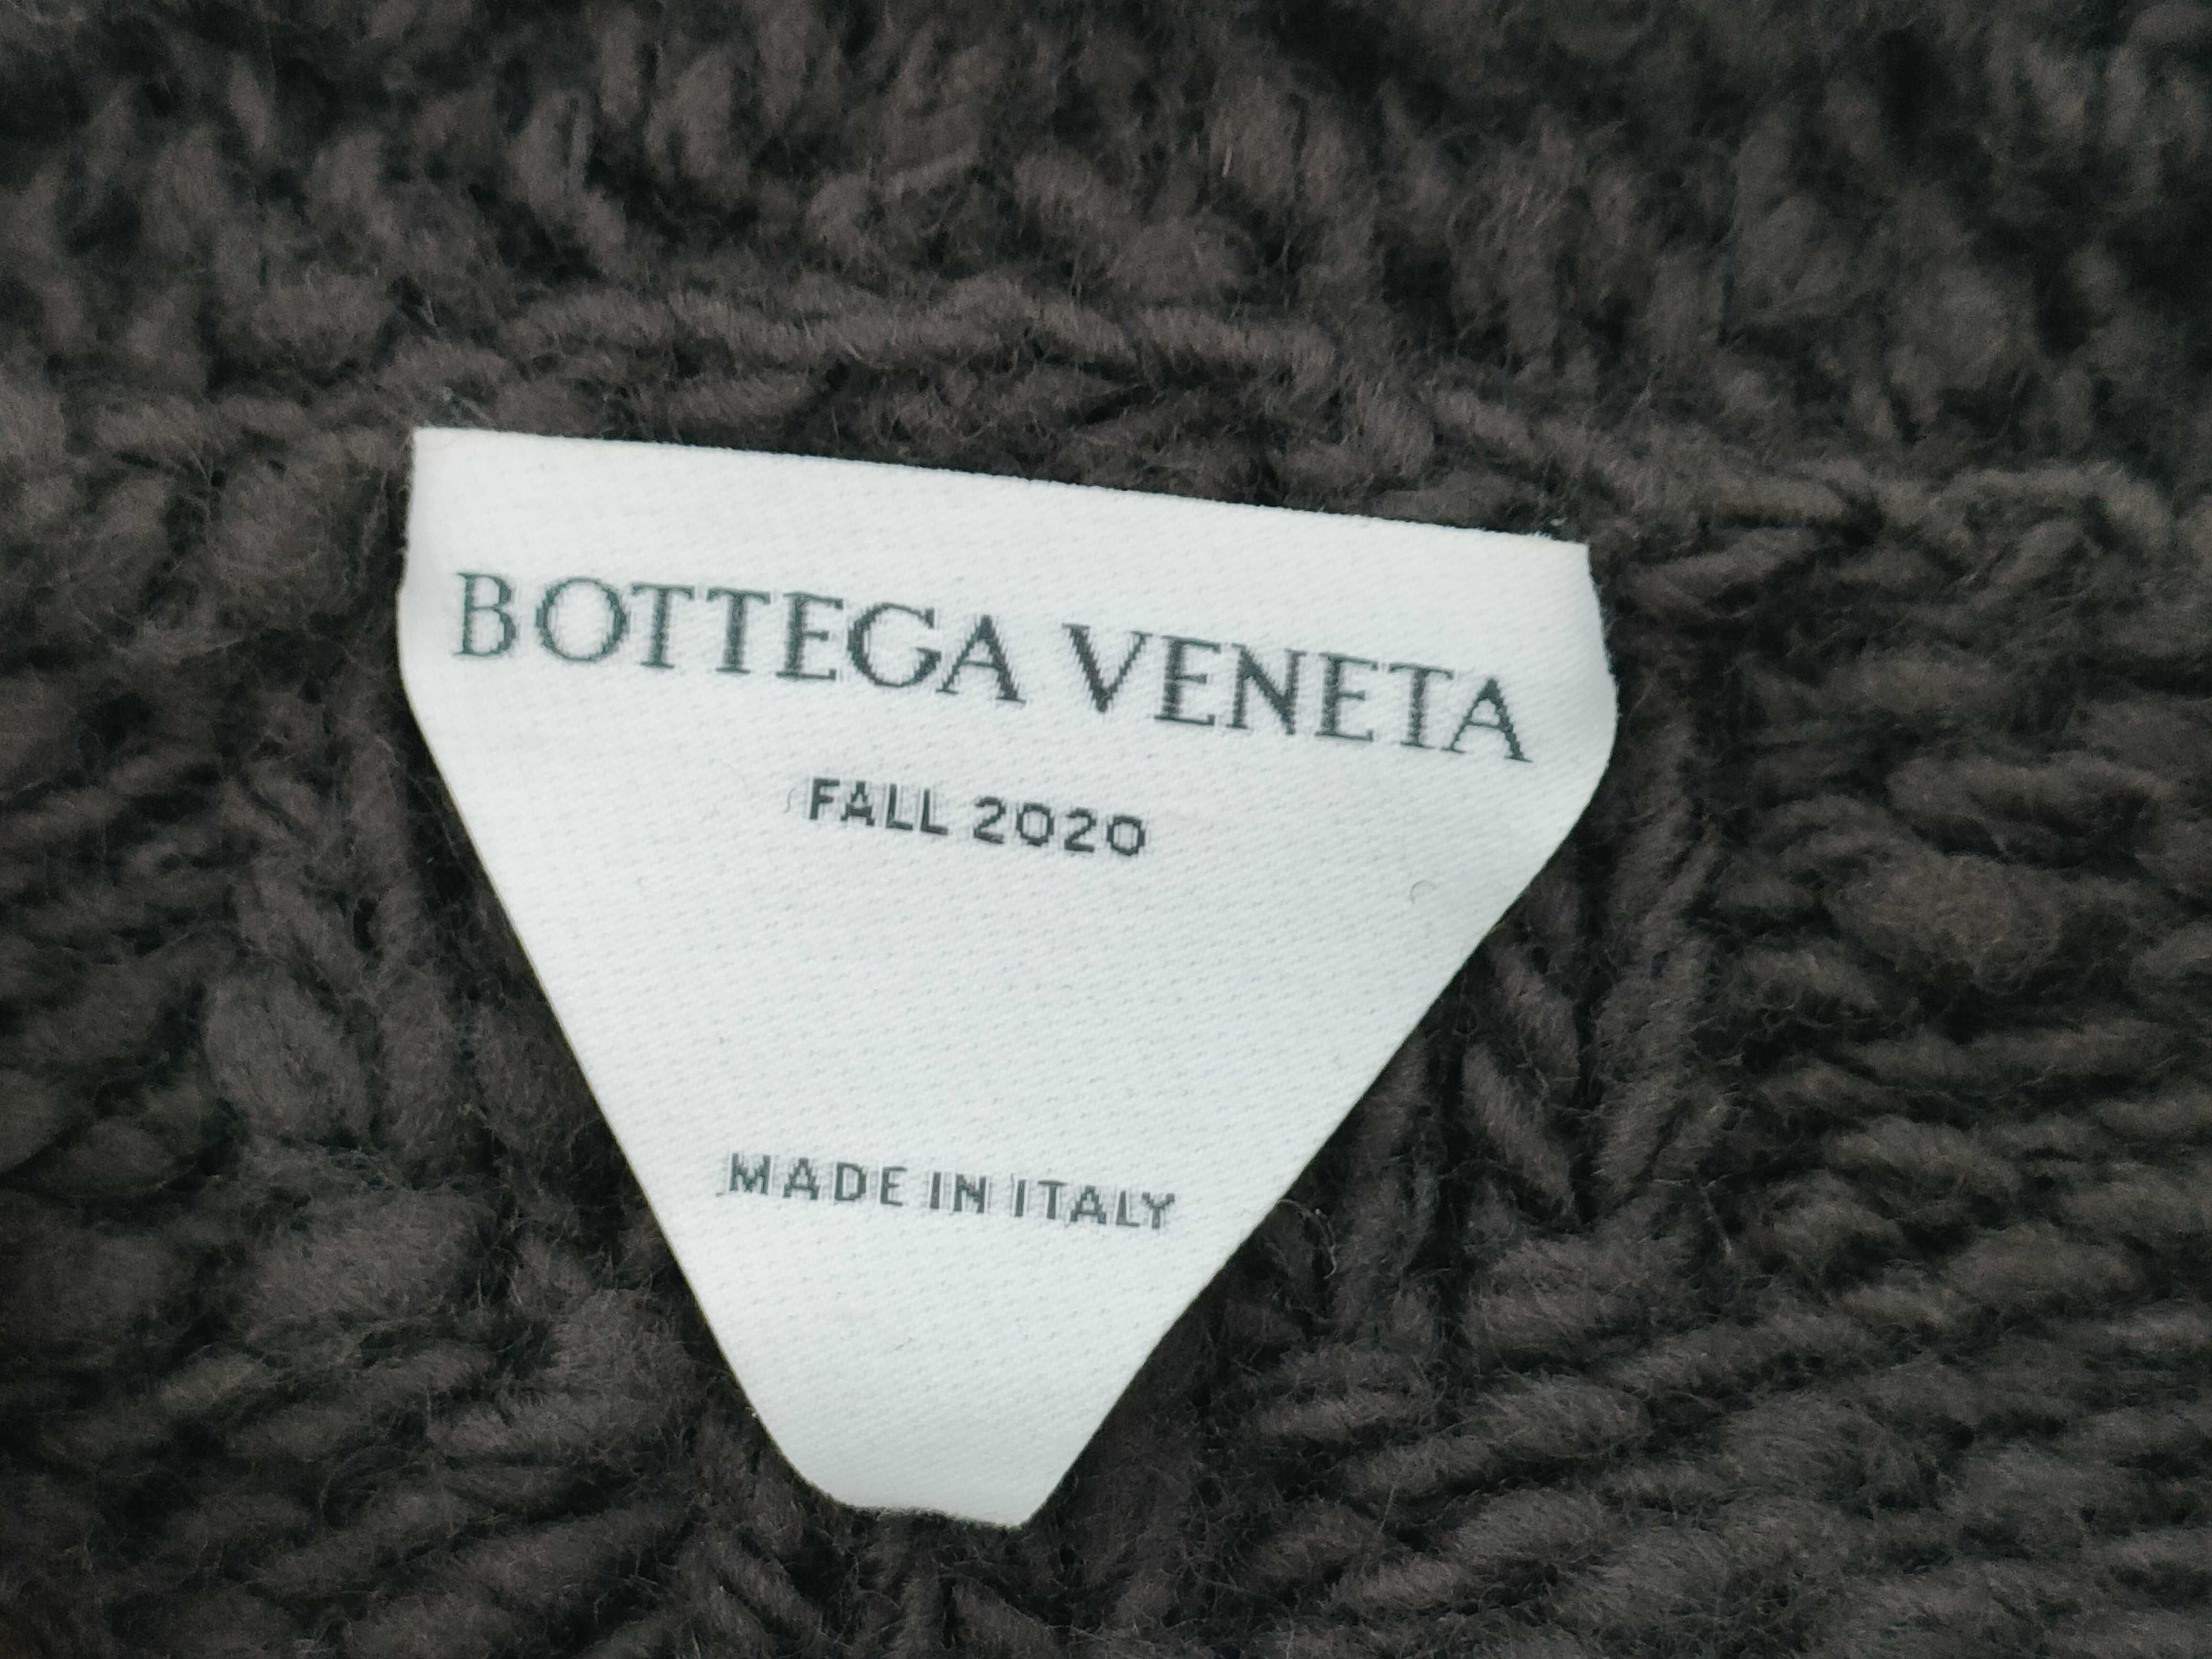 BOTTEGA VENETA
FALL 2020
MADE IN ITALY